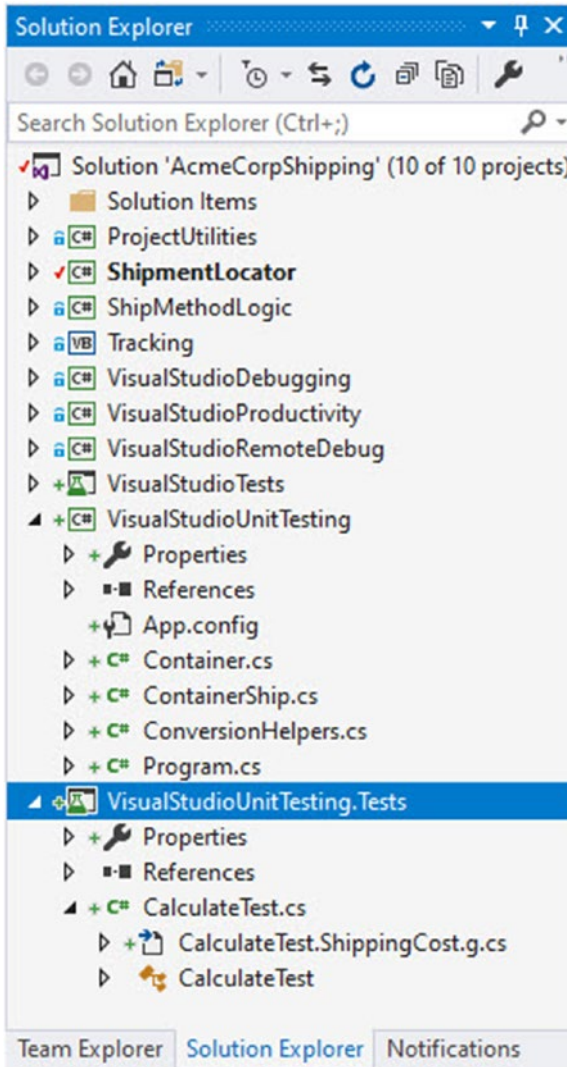 Solution Explorer
Search Solution Explorer (Ctrl+;)
Solution 'AcmeCorpShipping' (10 of 10 projects)
Solution Items
C# ProjectUtilities
C# ShipmentLocator
C# ShipMethodLogic
VB Tracking
C# VisualStudioDebugging
C# VisualStudioProductivity
C# VisualStudioRemoteDebug
VisualStudioTests
C# VisualStudioUnitTesting
Properties
References
App.config
C# Container.cs
C# ContainerShip.cs
C# ConversionHelpers.cs
C# Program.cs
VisualStudioUnitTesting.Tests
Properties
References
C# CalculateTest.cs
CalculateTest.ShippingCost.g.cs
CalculateTest
Team Explorer Solution Explorer Notifications